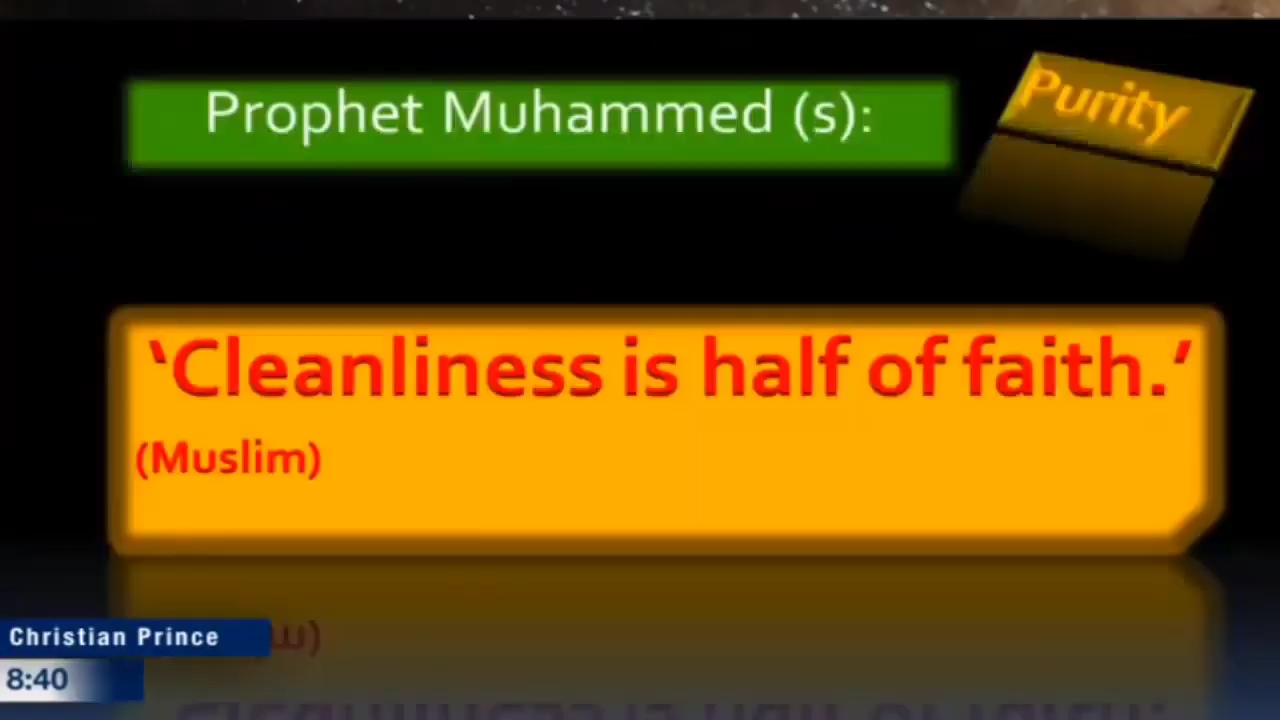 Prophet Muhammed (s):
Purity
‘Cleanliness is half of faith.’
(Muslim)
Christian Prince
8:40